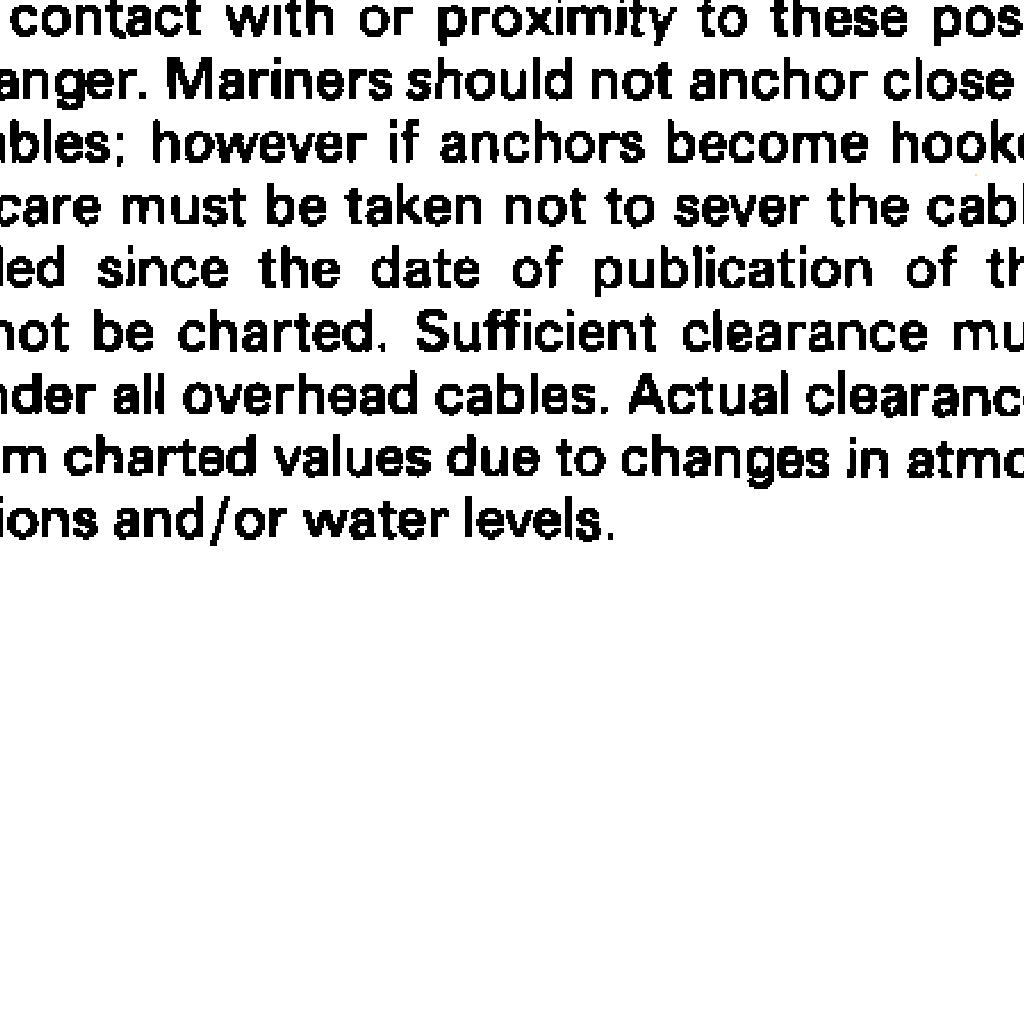 contact with or proximity to these pos
anger. Mariners should not anchor close
bles; however if anchors become hook
care must be taken not to sever the cabl
led since the date of publication of th
not be charted. Sufficient clearance mu
nder all overhead cables. Actual clearanc
m charted values due to changes in atmo
ions and/or water levels.